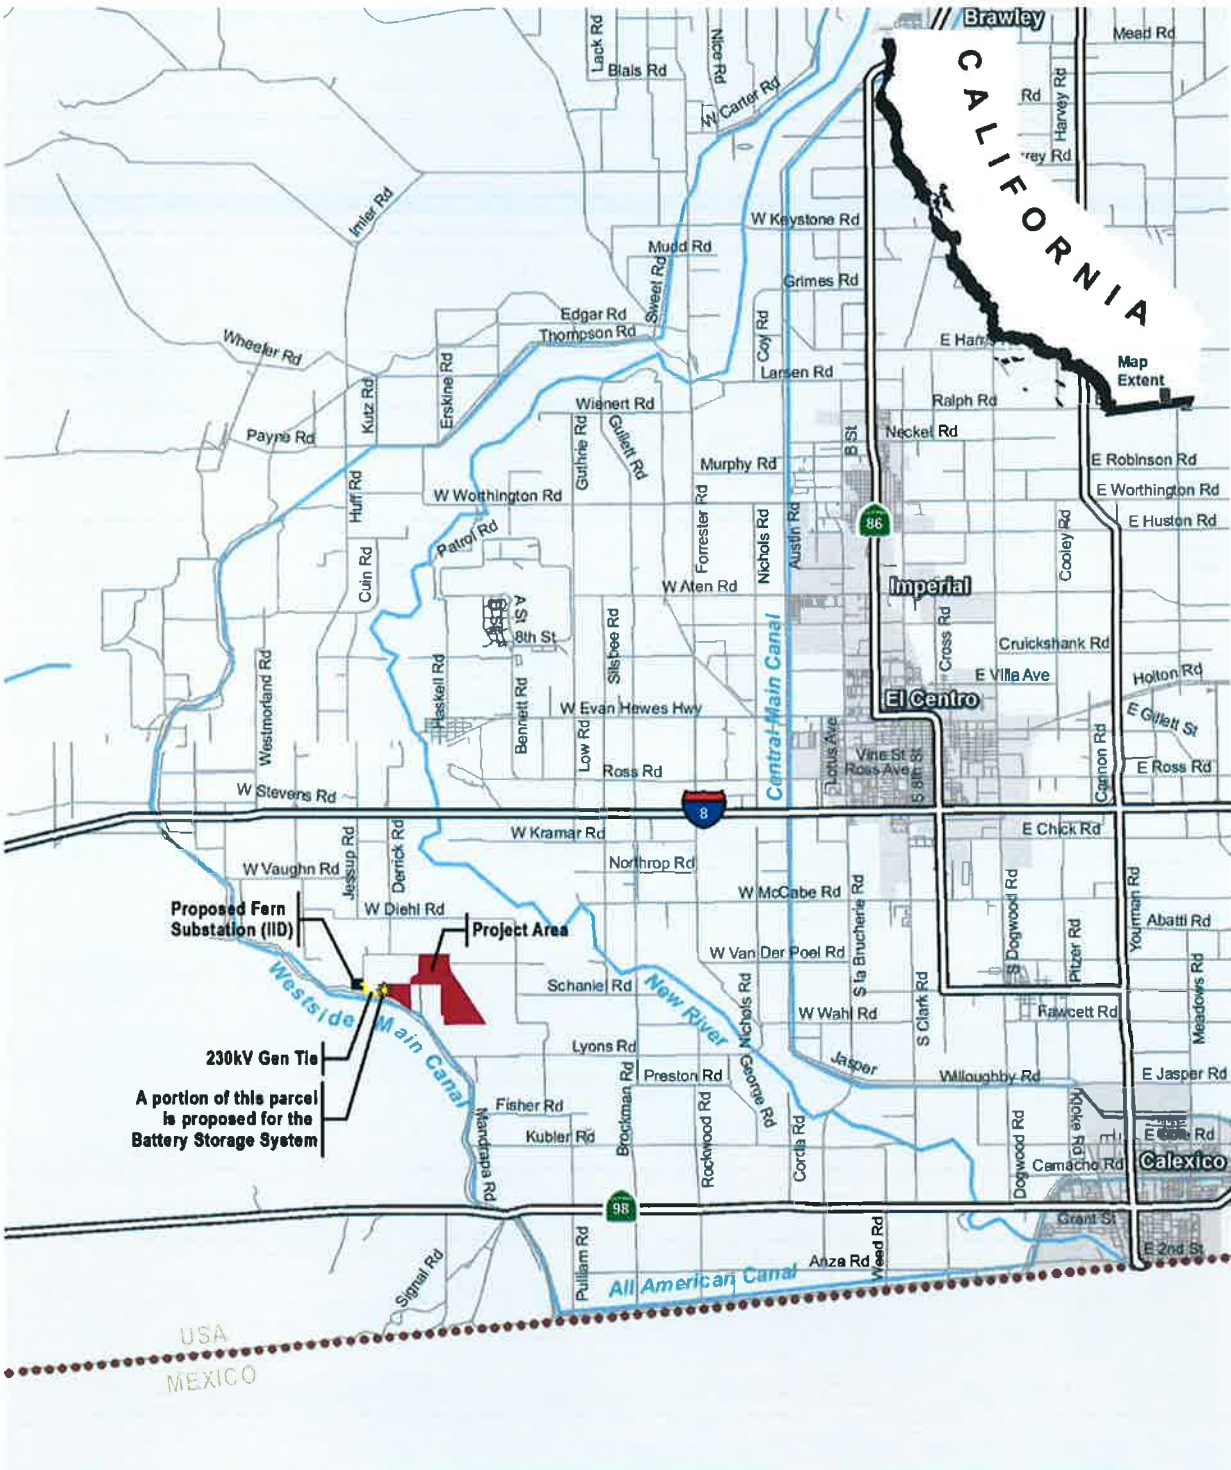 Brawley
Lack Rd
Nice Rd
Mead Rd
Blais Rd
W Carter Rd
Rd
Harvey Rd
rey Rd
CALIFORNIA
Imler Rd
W Keystone Rd
Mudd Rd
Sweet Rd
Grimes Rd
Edgar Rd
Thompson Rd
Coy Rd
E Harris
Wheeler Rd
Erskine Rd
Kutz Rd
Larsen Rd
Map
Extent
Wienert Rd
Ralph Rd
Payne Rd
Guthrie Rd
Gullett Rd
B St
Neckel Rd
Murphy Rd
E Robinson Rd
Huff Rd
W Worthington Rd
Forrester Rd
E Worthington Rd
Nichols Rd
Austin Rd
86
E Huston Rd
Patrol Rd
Cooley Rd
Cuin Rd
W Aten Rd
Imperial
A St
8th St
Silsbee Rd
Central Main Canal
Cross Rd
Cruickshank Rd
Westmorland Rd
Haskell Rd
Bennett Rd
E Villa Ave
Holton Rd
W Evan Hewes Hwy
El Centro
E Gillett St
Low Rd
Lotus Ave
Vine St
Ross Ave
S 8th St
Cannon Rd
Ross Rd
E Ross Rd
W Stevens Rd
8
W Kramar Rd
E Chick Rd
Jessup Rd
Derrick Rd
Northrop Rd
W Vaughn Rd
W McCabe Rd
S la Brucherie Rd
S Dogwood Rd
Yourman Rd
Proposed Fern
Substation (IID)
W Diehl Rd
Project Area
Abatti Rd
Pitzer Rd
W Van Der Poel Rd
Meadows Rd
Westside Main Canal
Schaniel Rd
New River
Nichols Rd
S Clark Rd
W Wahl Rd
Fawcett Rd
230kV Gen Tie
Lyons Rd
Jasper
Preston Rd
George Rd
Willoughby Rd
E Jasper Rd
A portion of this parcel
is proposed for the
Battery Storage System
Fisher Rd
Brockman Rd
Rockwood Rd
Kubler Rd
Corda Rd
Dogwood Rd
Kloke Rd
E Cole Rd
Mandrapa Rd
Camacho Rd
Calexico
98
Grant St
Pulliam Rd
Weed Rd
E 2nd St
Anza Rd
Signal Rd
All American Canal
USA
MEXICO